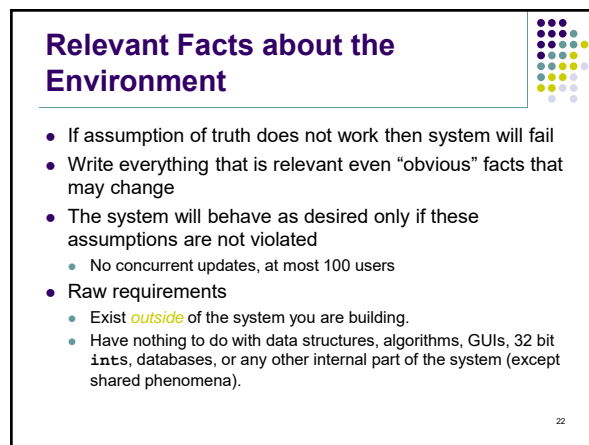 Relevant Facts about the
Environment
• If assumption of truth does not work then system will fail
• Write everything that is relevant even “obvious” facts that
may change
• The system will behave as desired only if these
assumptions are not violated
• No concurrent updates, at most 100 users
• Raw requirements
• Exist outside of the system you are building.
• Have nothing to do with data structures, algorithms, GUIs, 32 bit
ints, databases, or any other internal part of the system (except
shared phenomena).
22